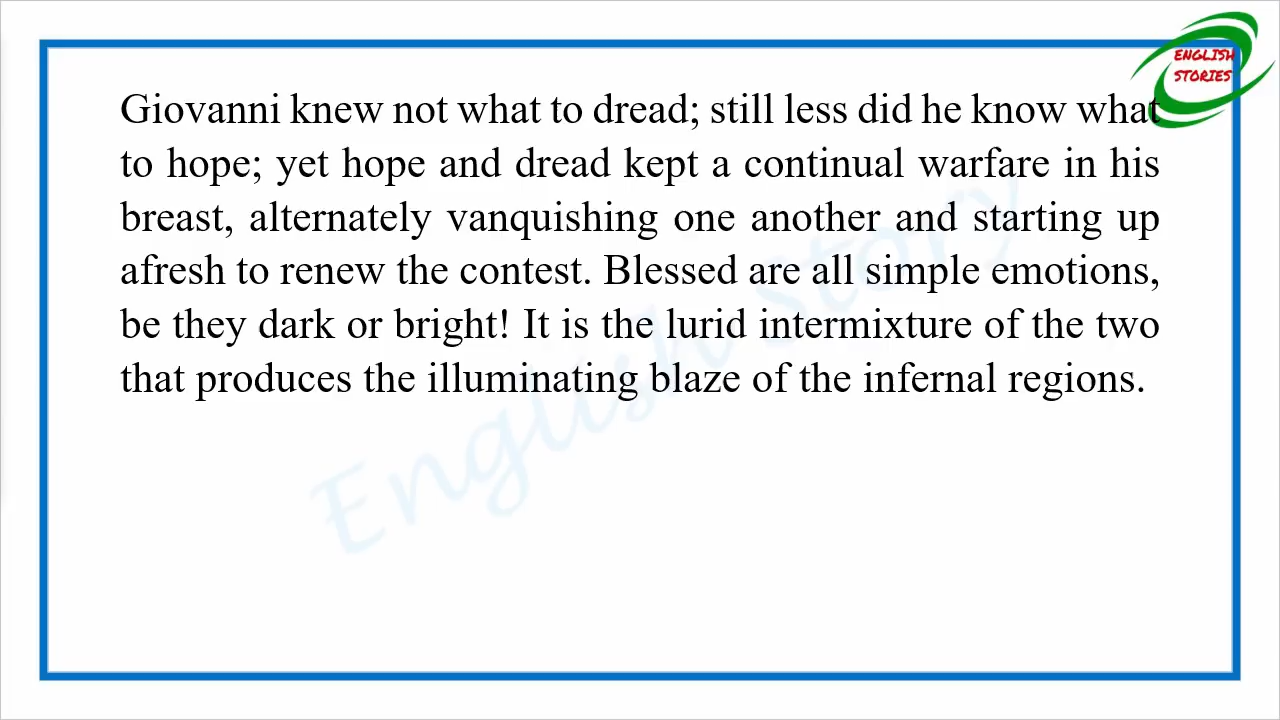 ENGLISH
STORIES
Giovanni knew not what to dread; still less did he know what
to hope; yet hope and dread kept a continual warfare in his
breast, alternately vanquishing one another and starting up
afresh to renew the contest. Blessed are all simple emotions,
be they dark or bright! It is the lurid intermixture of the two
that produces the illuminating blaze of the infernal regions.
English Story